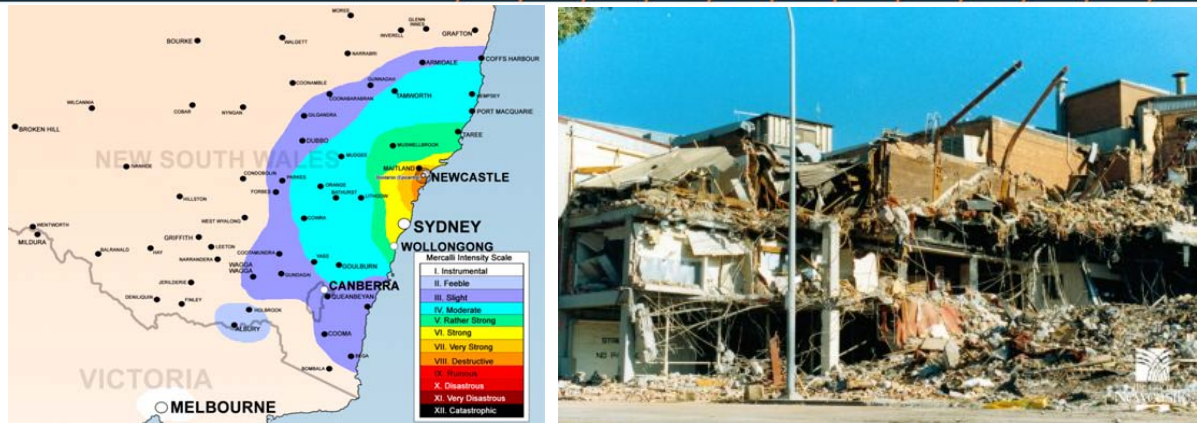 MOREE
GLENN
INNES
INVERELL
GRAFTON
BOURKE
WALGETT
NARRABRI
COFFS HARBOUR
ARMIDALE
GUNNADAH
COONAMBLE
COONABARABRAN
TAMWORTH
KEMPSEY
WILCANNIA
COBAR
NYNGAN
PORT MACQUARIE
GILGANDRA
BROKEN HILL
TAREE
DUBBO
MUSWELLBROOK
NEW SOUTH WALES
MUDGEE
IVANHOE
MAITLAND
NEWCASTLE
CONDOBOLIN
PARKES
ORANGE
FORBES
BATHURST
LITHGOW
HILLSTON
WEST WYALONG
COWRA
SYDNEY
WENTWORTH
MILDURA
GRIFFITH
WOLLONGONG
BALRANALD
HAY
LEETON
COOTAMUNDRA
NARRANDERA
YASS
GOULBURN
WAGGA
WAGGA
GUNDAGAI
JERILDERIE
CANBERRA
QUEANBEYAN
DENILIQUIN
FINLEY
HOLBROOK
ALBURY
COOMA
BEGA
BOMBALA
VICTORIA
MELBOURNE
Mercalli Intensity Scale
I. Instrumental
II. Feeble
III. Slight
IV. Moderate
V. Rather Strong
VI. Strong
VII. Very Strong
VIII. Destructive
IX. Ruinous
X. Disastrous
XI. Very Disastrous
XII. Catastrophic
NO
Newcastle